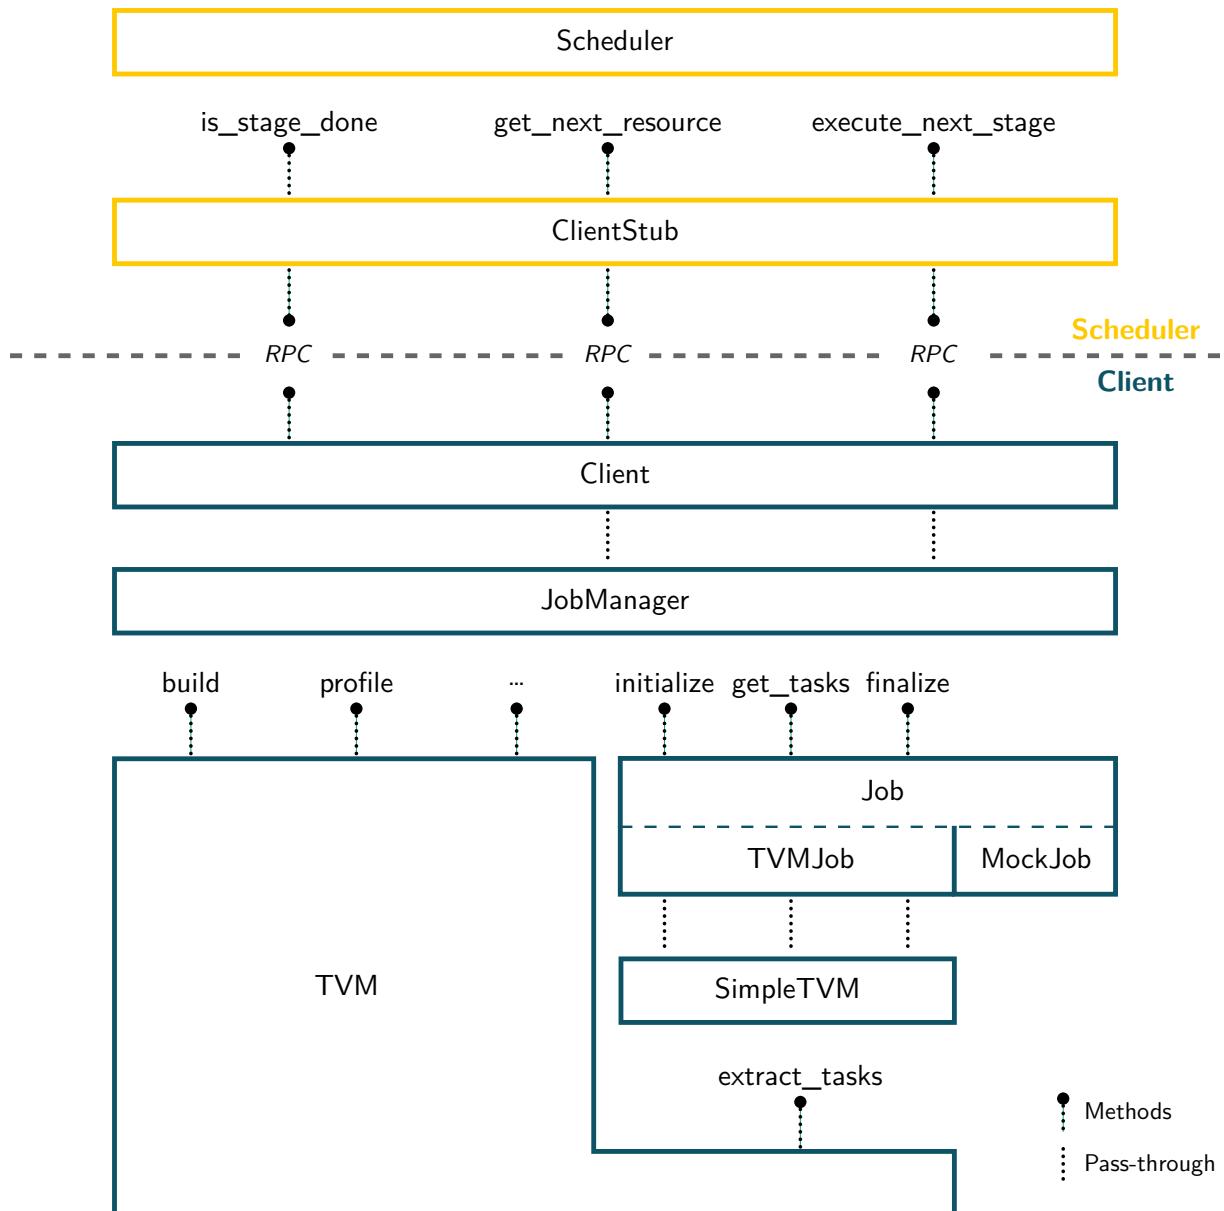 Scheduler
is_stage_done get_next_resource execute_next_stage
ClientStub
Scheduler
RPC RPC RPC
Client
Client
JobManager
build profile ... initialize get_tasks finalize
Job
TVMJob MockJob
TVM SimpleTVM
extract_tasks
Methods
Pass-through